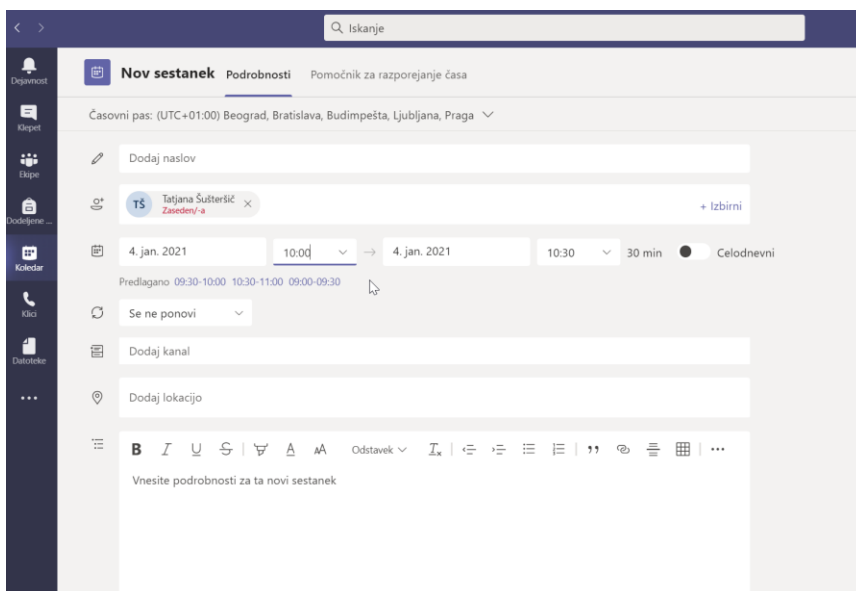 Iskanje
Dejavnost
Klepet
Ekipe
Dodeljene ...
Koledar
Klici
Datoteke
Nov sestanek Podrobnosti Pomočnik za razporejanje časa
Časovni pas: (UTC+01:00) Beograd, Bratislava, Budimpešta, Ljubljana, Praga
Dodaj naslov
TŠ Tatjana Šušteršič
Zaseden/-a
+ Izbirni
4. jan. 2021 10:00 → 4. jan. 2021 10:30 30 min Celodnevni
Predlagano 09:30-10:00 10:30-11:00 09:00-09:30
Se ne ponovi
Dodaj kanal
Dodaj lokacijo
B I U S A AA Odstavek
Vnesite podrobnosti za ta novi sestanek